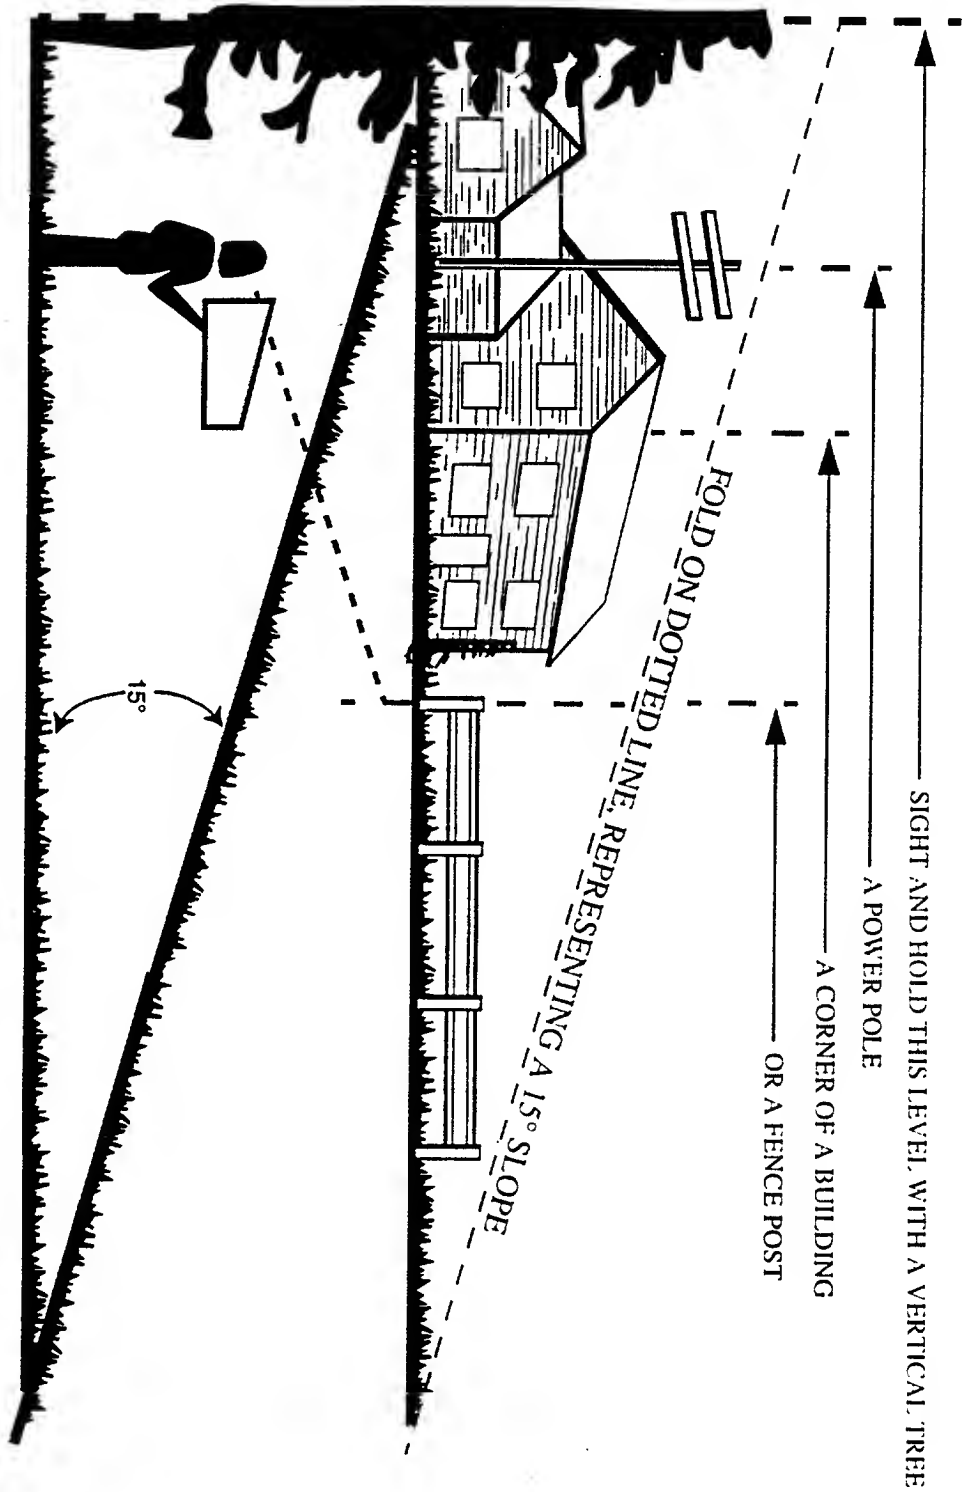 SIGHT AND HOLD THIS LEVEL WITH A VERTICAL TREE
A POWER POLE
A CORNER OF A BUILDING
OR A FENCE POST
FOLD ON DOTTED LINE, REPRESENTING A 15° SLOPE
15°